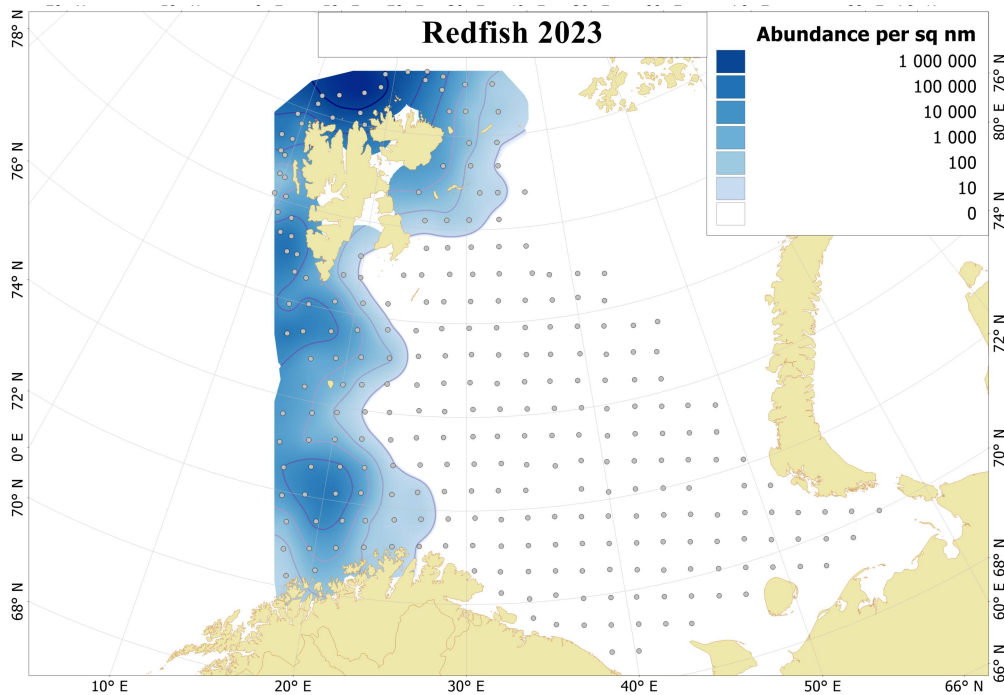 Redfish 2023
Abundance per sq nm
1 000 000
100 000
10 000
1 000
100
10
0
78° N
76° N
74° N
72° N
0° E
70° N
68° N
76° N
80° E
74° N
72° N
70° N
68° N
60° E
66° N
10° E
20° E
30° E
40° E
50° E
66° N